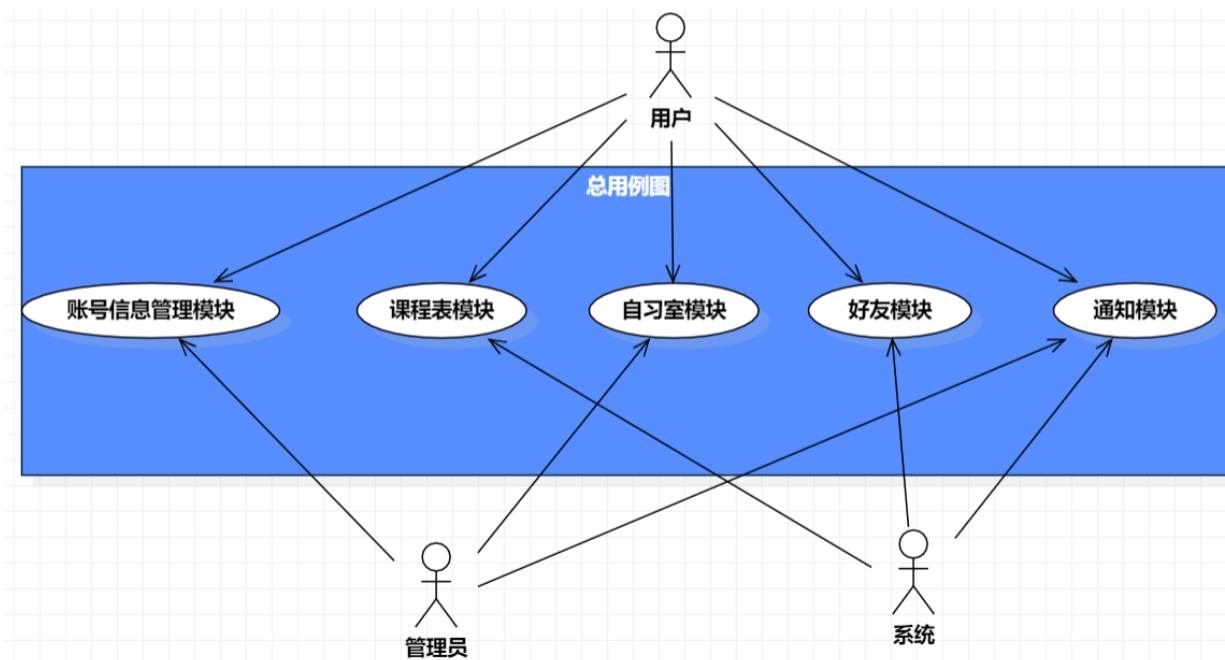 用户
总用例图
账号信息管理模块
课程表模块
自习室模块
好友模块
通知模块
管理员
系统